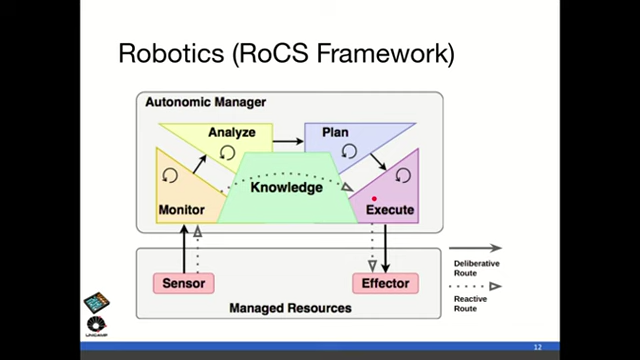 Robotics (RoCS Framework)
Autonomic Manager
Analyze
Plan
Knowledge
Monitor
Execute
Sensor
Effector
Managed Resources
Deliberative
Route
Reactive
Route
UNICAMP
12